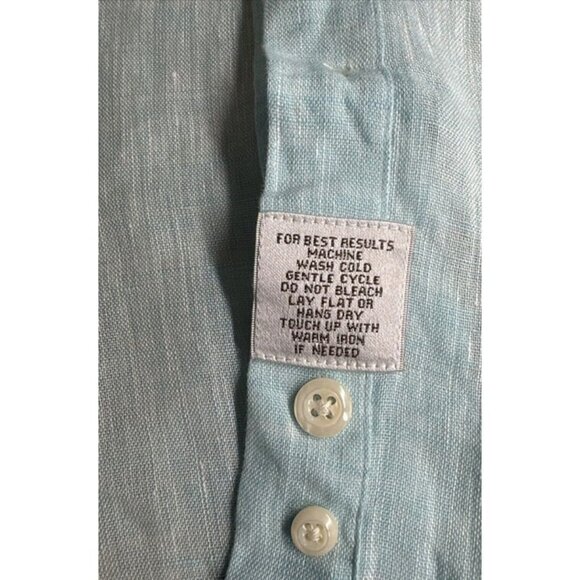 FOR BEST RESULTS
MACHINE
WASH COLD
GENTLE CYCLE
DO NOT BLEACH
LAY FLAT OR
HANG DRY
TOUCH UP WITH
WARM IRON
IF NEEDED